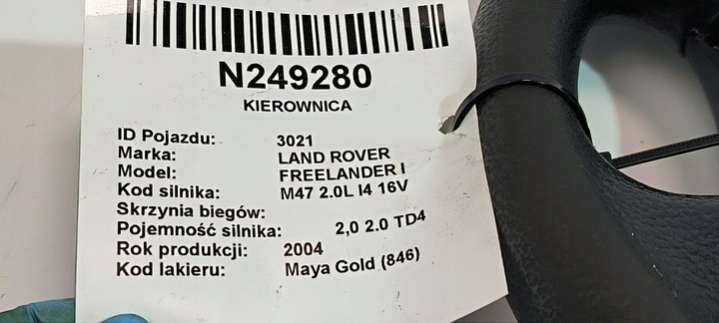 N249280
KIEROWNICA
ID Pojazdu: 3021
Marka: LAND ROVER
Model: FREELANDER I
Kod silnika: M47 2.0L I4 16V
Skrzynia biegów:
Pojemność silnika: 2,0 2.0 TD4
Rok produkcji: 2004
Kod lakieru: Maya Gold (846)